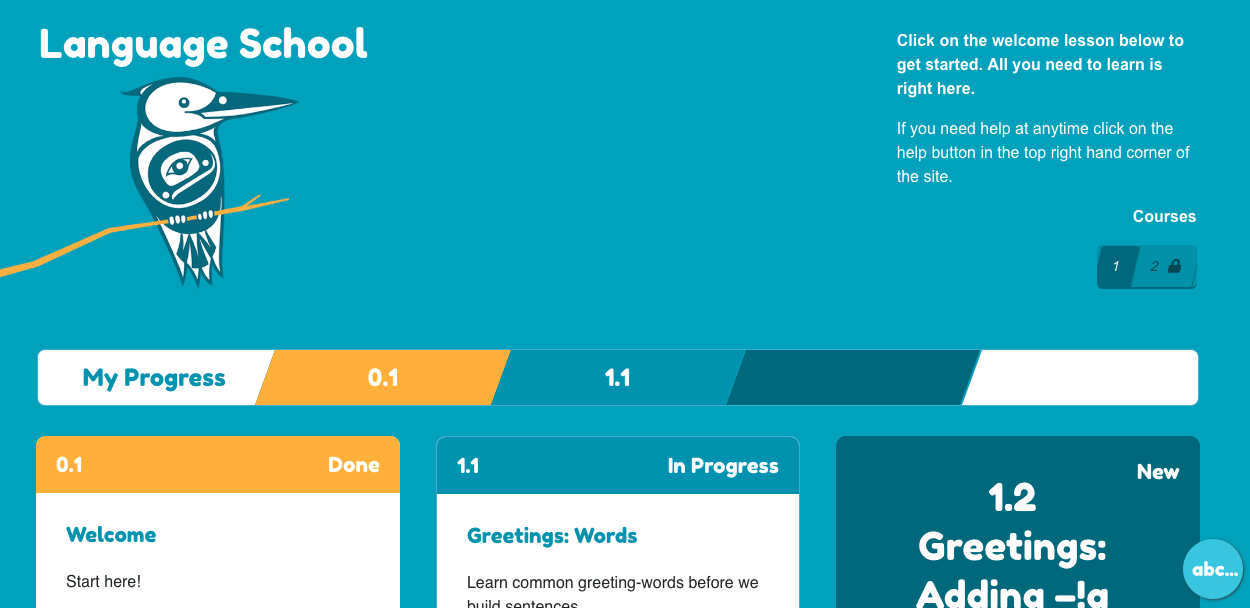 Language School
Click on the welcome lesson below to
get started. All you need to learn is
right here.
If you need help at anytime click on the
help button in the top right hand corner of
the site.
Courses
1 2
My Progress 0.1 1.1
0.1 Done
Welcome
Start here!
1.1 In Progress
Greetings: Words
Learn common greeting-words before we
build sentences
New
1.2
Greetings:
Adding –!a
abc...